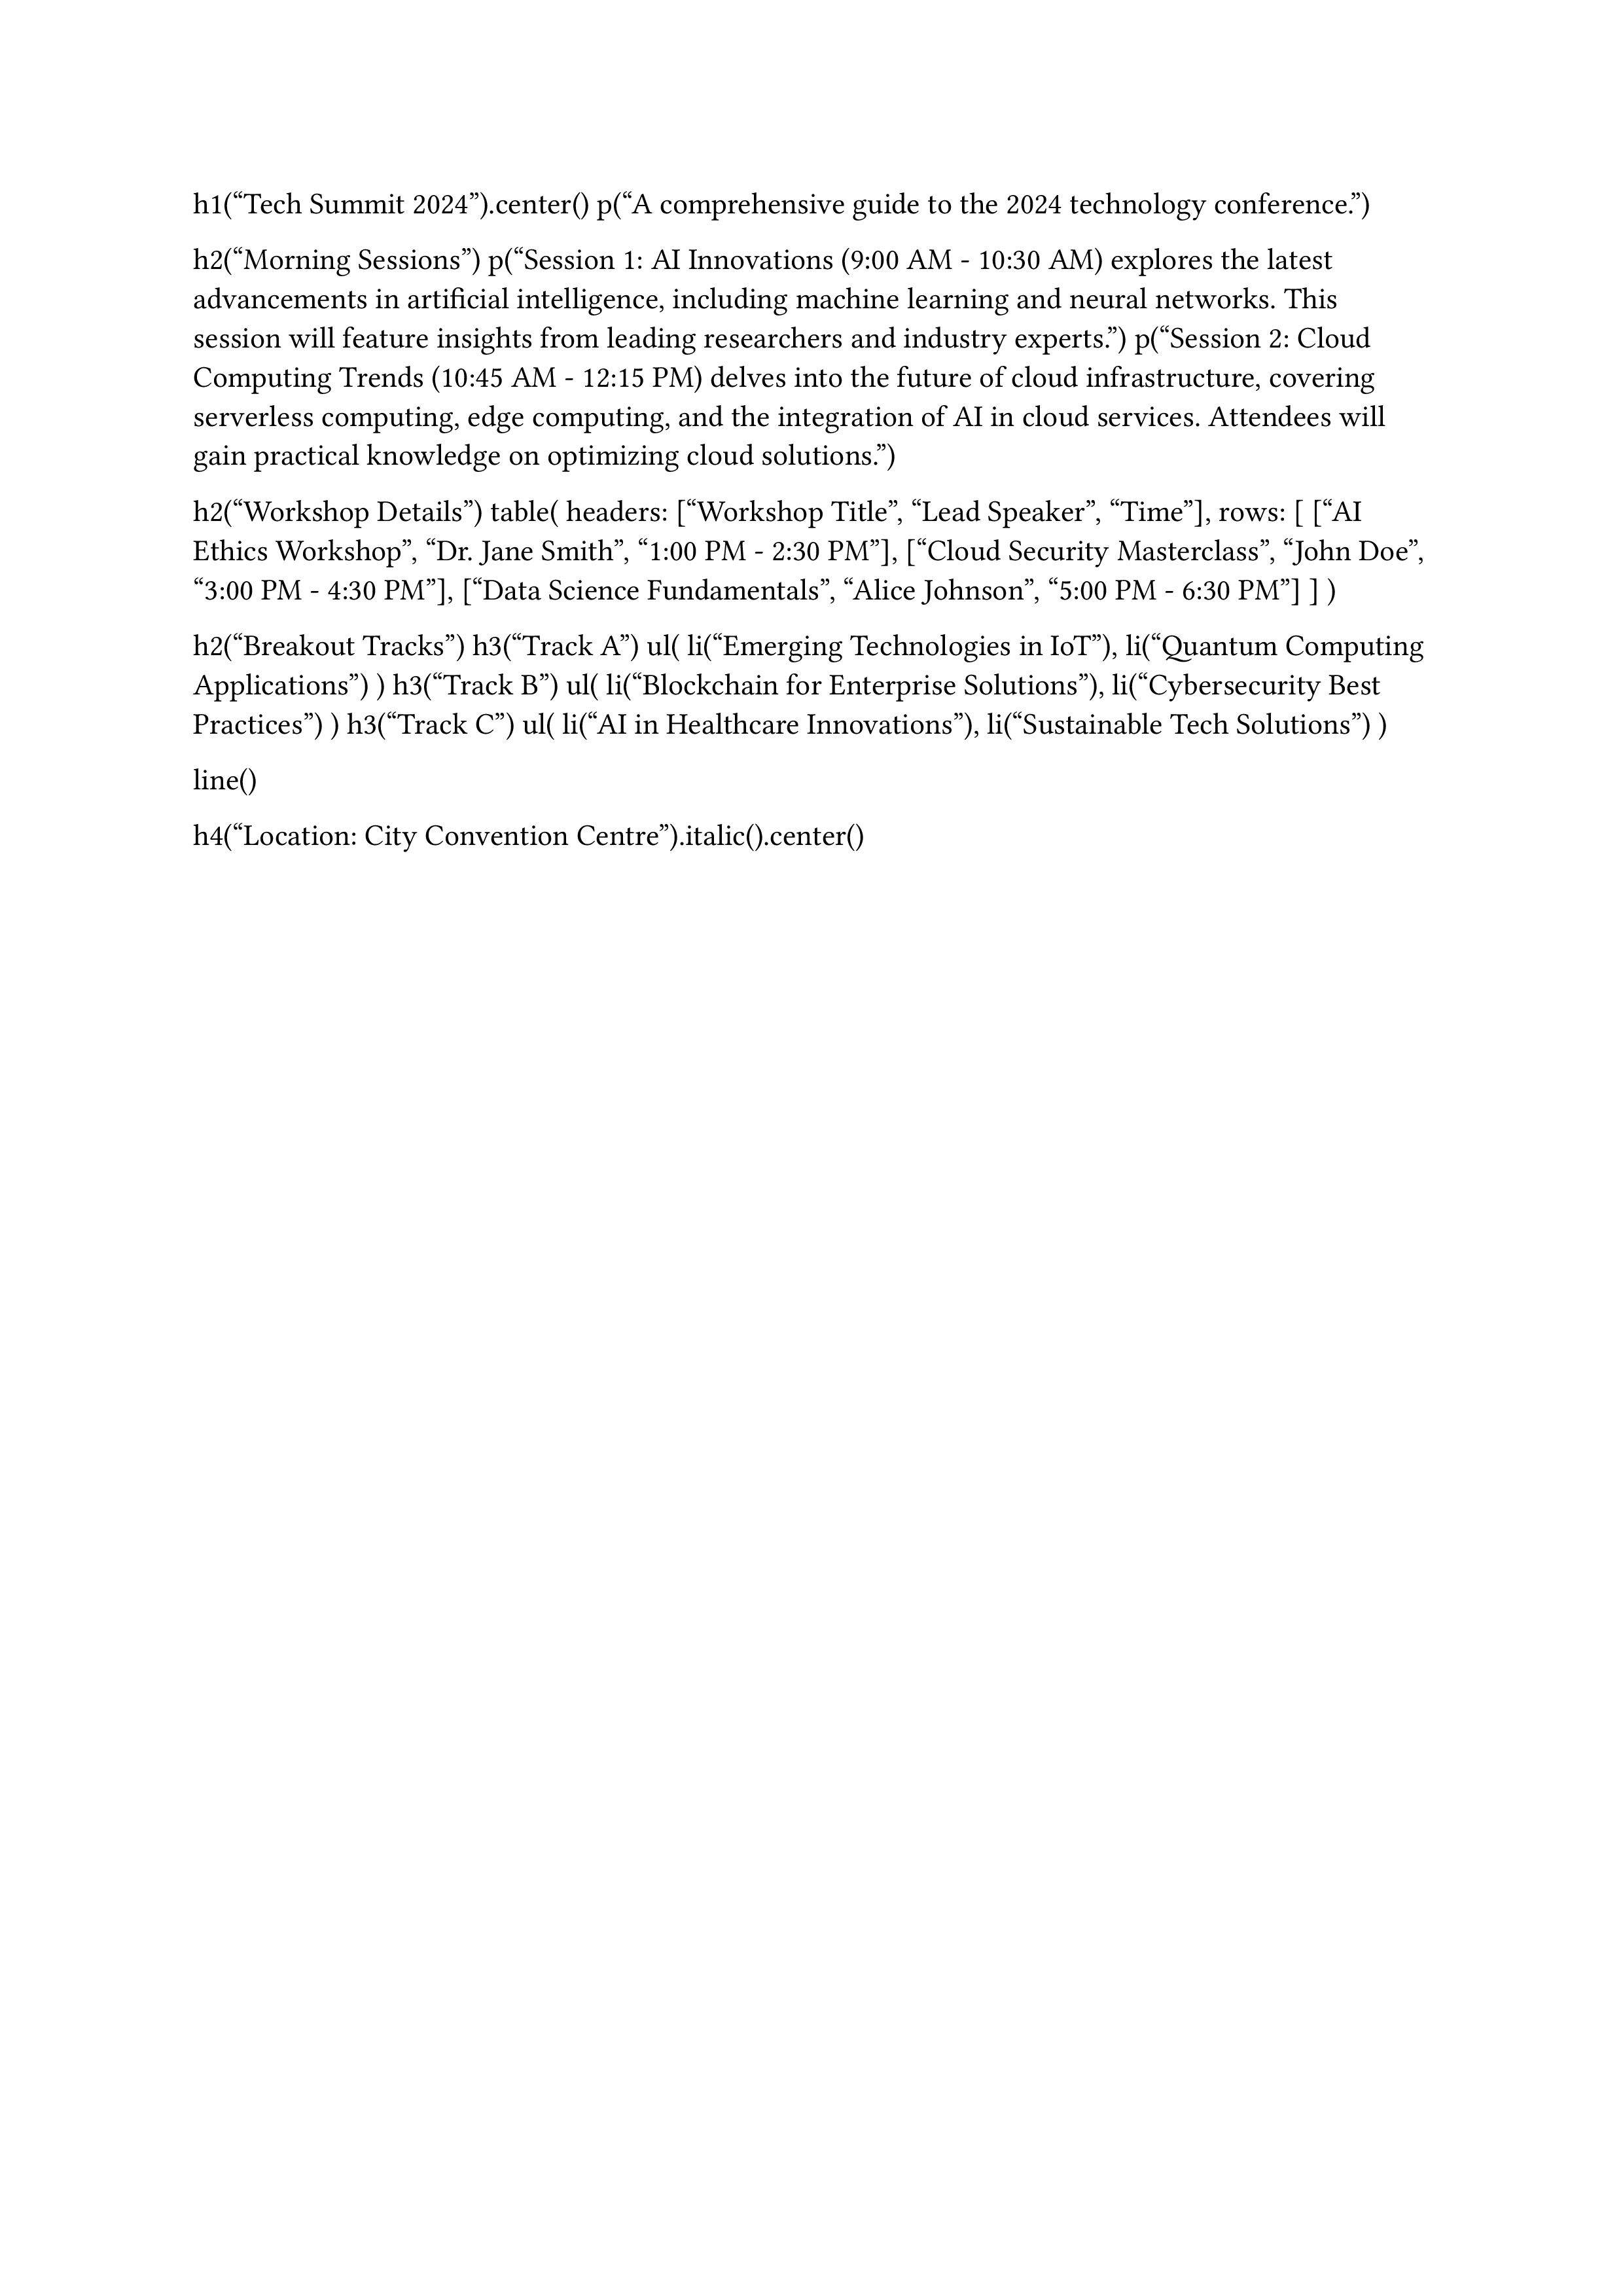 h1(“Tech Summit 2024”).center() p(“A comprehensive guide to the 2024 technology conference.”)
h2(“Morning Sessions”) p(“Session 1: AI Innovations (9:00 AM - 10:30 AM) explores the latest
advancements in artificial intelligence, including machine learning and neural networks. This
session will feature insights from leading researchers and industry experts.”) p(“Session 2: Cloud
Computing Trends (10:45 AM - 12:15 PM) delves into the future of cloud infrastructure, covering
serverless computing, edge computing, and the integration of AI in cloud services. Attendees will
gain practical knowledge on optimizing cloud solutions.”)
h2(“Workshop Details”) table( headers: [“Workshop Title”, “Lead Speaker”, “Time”], rows: [ [“AI
Ethics Workshop”, “Dr. Jane Smith”, “1:00 PM - 2:30 PM”], [“Cloud Security Masterclass”, “John Doe”,
“3:00 PM - 4:30 PM”], [“Data Science Fundamentals”, “Alice Johnson”, “5:00 PM - 6:30 PM”] ] )
h2(“Breakout Tracks”) h3(“Track A”) ul( li(“Emerging Technologies in IoT”), li(“Quantum Computing
Applications”) ) h3(“Track B”) ul( li(“Blockchain for Enterprise Solutions”), li(“Cybersecurity Best
Practices”) ) h3(“Track C”) ul( li(“AI in Healthcare Innovations”), li(“Sustainable Tech Solutions”) )
line()
h4(“Location: City Convention Centre”).italic().center()